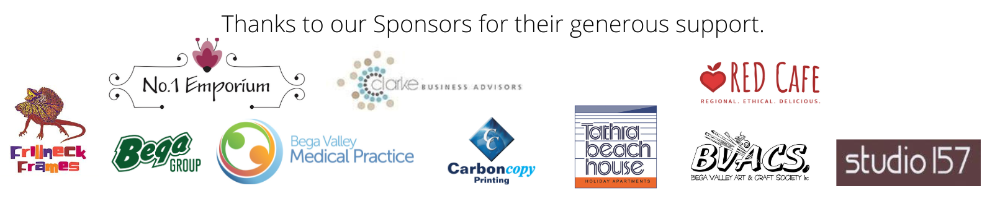 Thanks to our Sponsors for their generous support.
No.1 Emporium
clarke BUSINESS ADVISORS
RED CAFE
REGIONAL. ETHICAL. DELICIOUS.
Frillneck
Frames
Bega
GROUP
Bega Valley
Medical Practice
CC
Carboncopy
Printing
Tathra
beach
house
HOLIDAY APARTMENTS
BVACS.
BEGA VALLEY ART & CRAFT SOCIETY Inc
studio 157